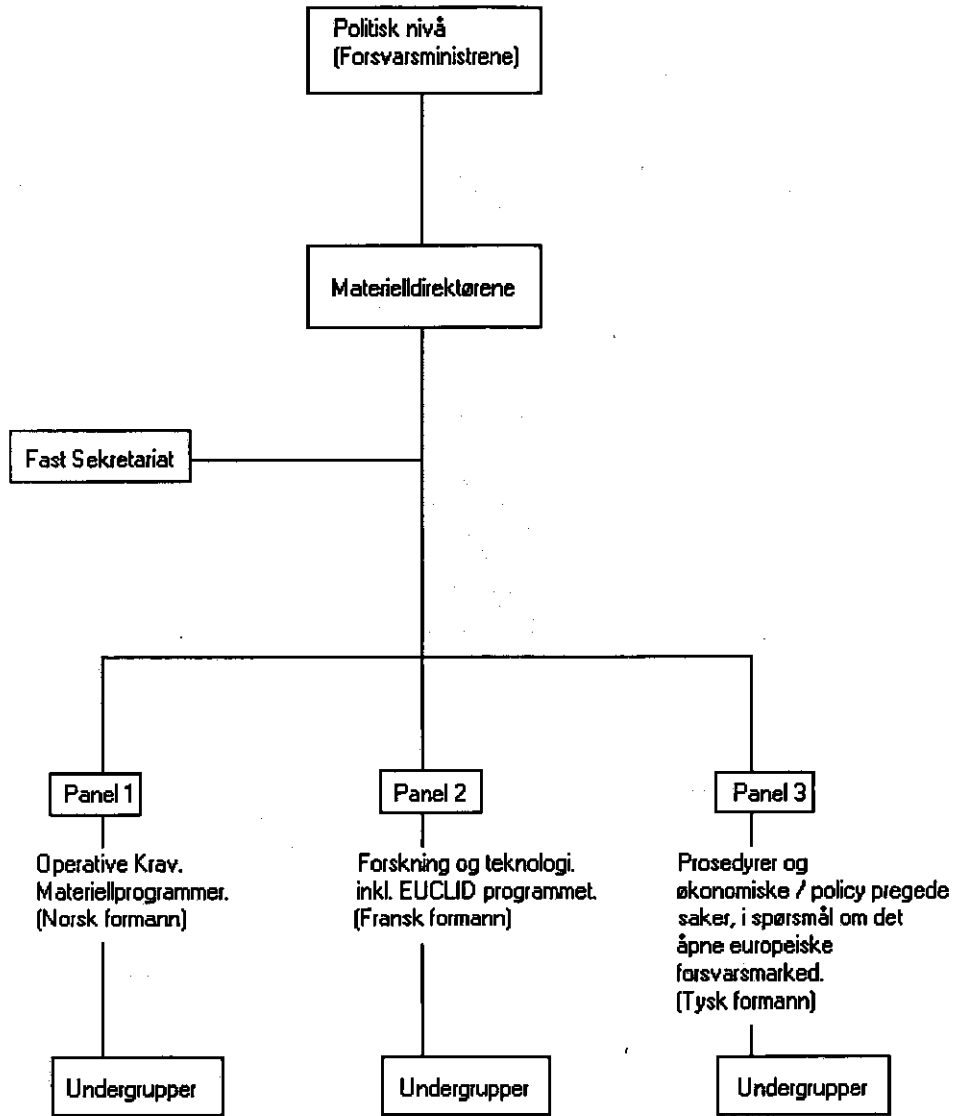 Politisk nivå
(Forsvarsministrene)
Materielldirektørene
Fast Sekretariat
Panel 1
Operative Krav.
Materiellprogrammer.
(Norsk formann)
Undergrupper
Panel 2
Forskning og teknologi.
inkl. EUCLID programmet.
(Fransk formann)
Undergrupper
Panel 3
Prosedyrer og
økonomiske / policy pregede
saker, i spørsmål om det
åpne europeiske
forsvarsmarked.
(Tysk formann)
Undergrupper